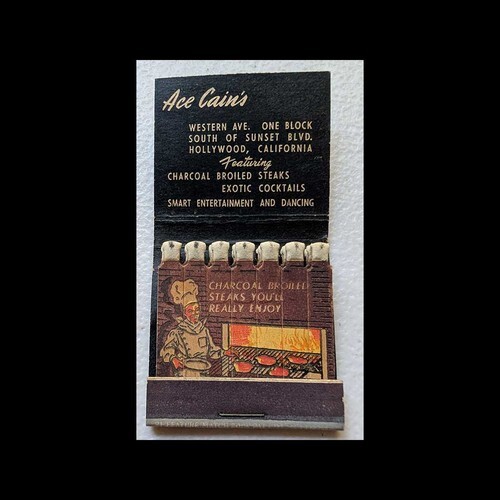 Ace Cain's
WESTERN AVE. ONE BLOCK
SOUTH OF SUNSET BLVD.
HOLLYWOOD, CALIFORNIA
Featuring
CHARCOAL BROILED STEAKS
EXOTIC COCKTAILS
SMART ENTERTAINMENT AND DANCING
CHARCOAL BROILED
STEAKS YOU'LL
REALLY ENJOY